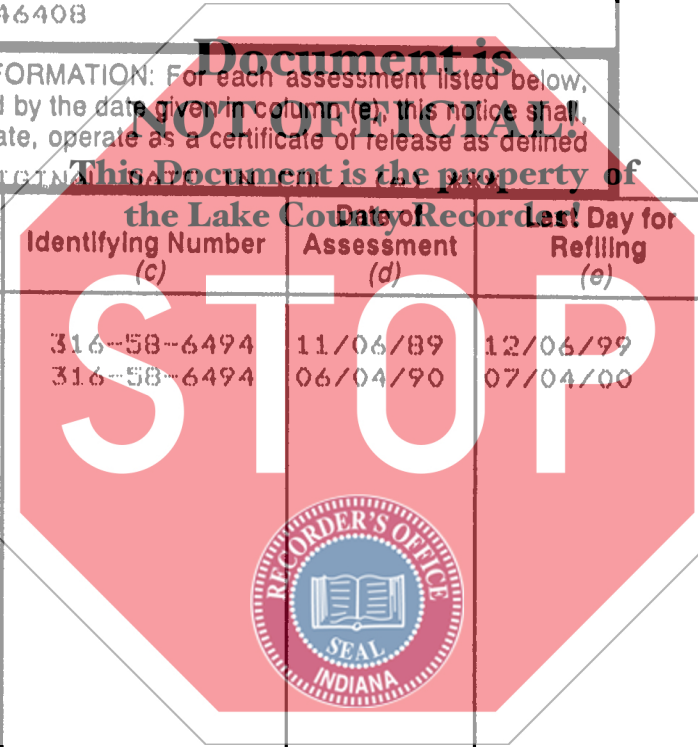 46408
Document is
FORMATION: For each assessment listed below,
NOT OFFICIAL!
d by the date given in column (e), this notice shall,
ate, operate as a certificate of release as defined
This Document is the property of
the Lake County Recorder!
Identifying Number
(c)
Date of
Assessment
(d)
Last Day for
Refiling
(e)
316-58-6494 11/06/89 12/06/99
316-58-6494 06/04/90 07/04/00
STOP
RECORDER'S OFFICE
SEAL
INDIANA